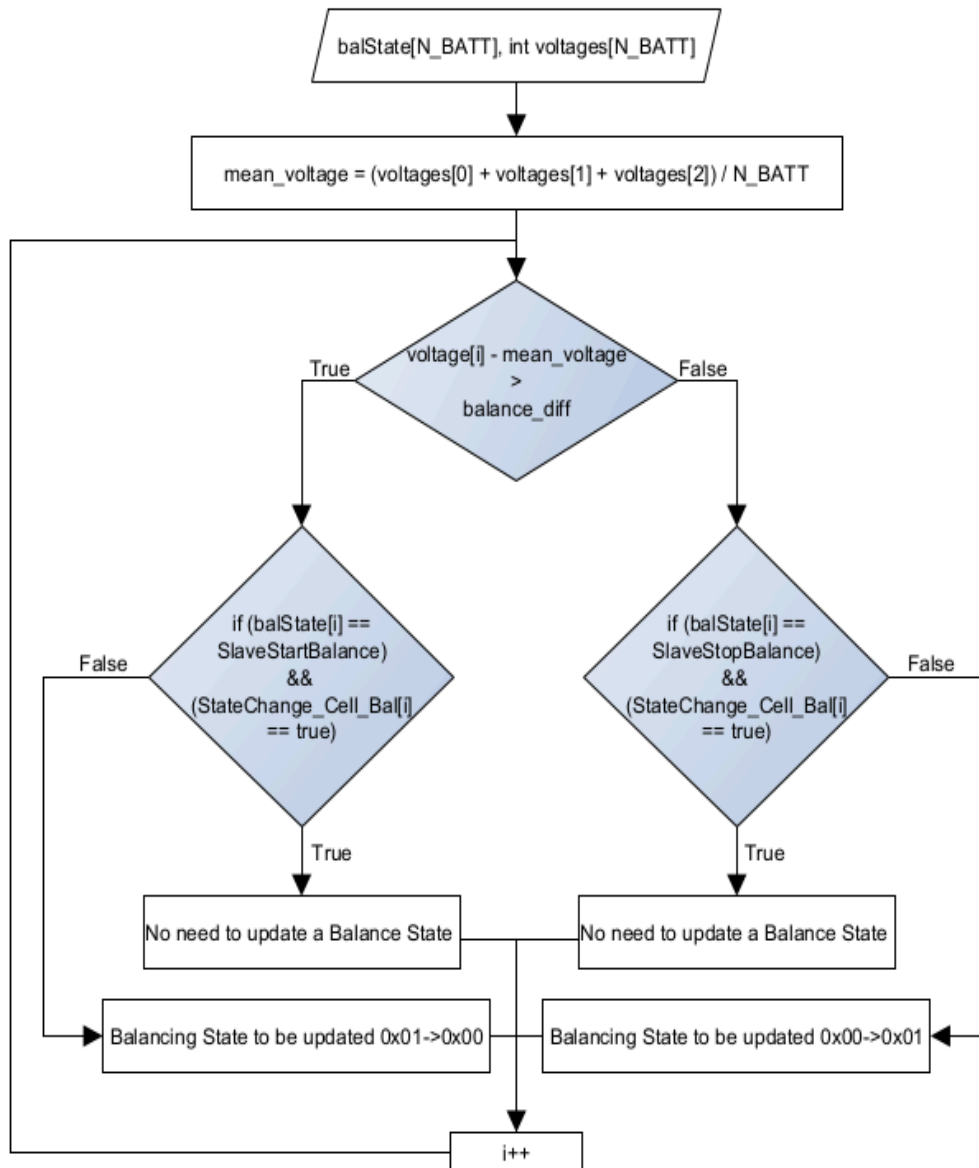 balState[N_BATT], int voltages[N_BATT]
mean_voltage = (voltages[0] + voltages[1] + voltages[2]) / N_BATT
voltage[i] - mean_voltage
>
balance_diff
True
False
if (balState[i] ==
SlaveStartBalance)
&&
(StateChange_Cell_Bal[i]
== true)
False
True
if (balState[i] ==
SlaveStopBalance)
&&
(StateChange_Cell_Bal[i]
== true)
False
True
No need to update a Balance State
No need to update a Balance State
Balancing State to be updated 0x01->0x00
Balancing State to be updated 0x00->0x01
i++